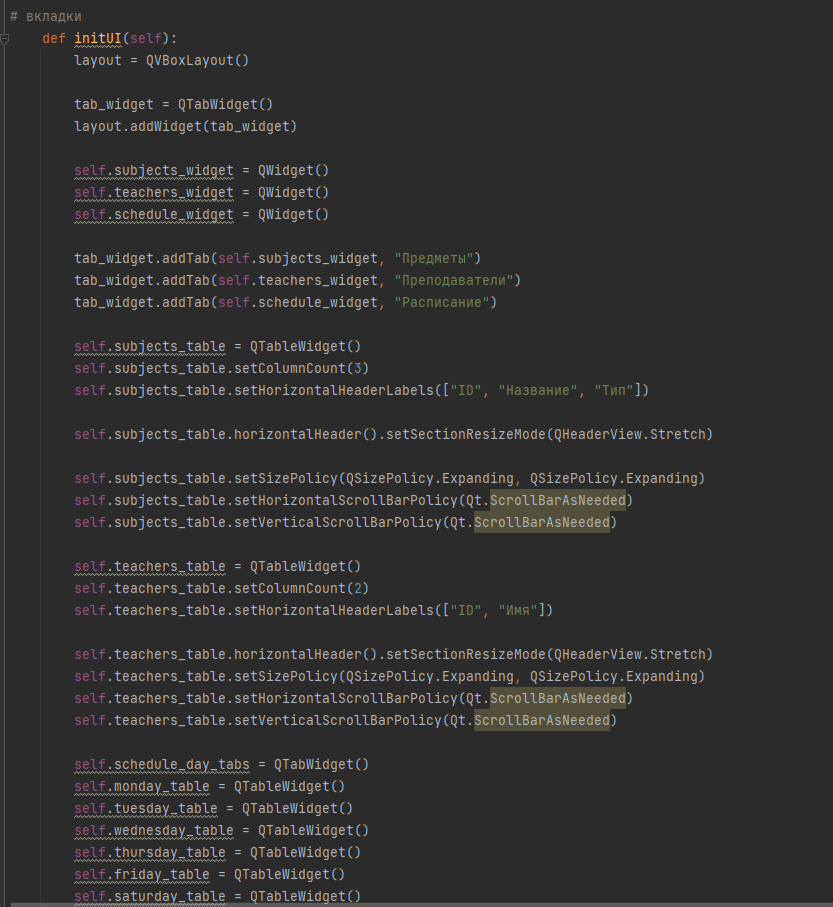 # вкладки
def initUI(self):
layout = QVBoxLayout()
tab_widget = QTabWidget()
layout.addWidget(tab_widget)
self.subjects_widget = QWidget()
self.teachers_widget = QWidget()
self.schedule_widget = QWidget()
tab_widget.addTab(self.subjects_widget, "Предметы")
tab_widget.addTab(self.teachers_widget, "Преподаватели")
tab_widget.addTab(self.schedule_widget, "Расписание")
self.subjects_table = QTableWidget()
self.subjects_table.setColumnCount(3)
self.subjects_table.setHorizontalHeaderLabels(["ID", "Название", "Тип"])
self.subjects_table.horizontalHeader().setSectionResizeMode(QHeaderView.Stretch)
self.subjects_table.setSizePolicy(QSizePolicy.Expanding, QSizePolicy.Expanding)
self.subjects_table.setHorizontalScrollBarPolicy(Qt.ScrollBarAsNeeded)
self.subjects_table.setVerticalScrollBarPolicy(Qt.ScrollBarAsNeeded)
self.teachers_table = QTableWidget()
self.teachers_table.setColumnCount(2)
self.teachers_table.setHorizontalHeaderLabels(["ID", "Имя"])
self.teachers_table.horizontalHeader().setSectionResizeMode(QHeaderView.Stretch)
self.teachers_table.setSizePolicy(QSizePolicy.Expanding, QSizePolicy.Expanding)
self.teachers_table.setHorizontalScrollBarPolicy(Qt.ScrollBarAsNeeded)
self.teachers_table.setVerticalScrollBarPolicy(Qt.ScrollBarAsNeeded)
self.schedule_day_tabs = QTabWidget()
self.monday_table = QTableWidget()
self.tuesday_table = QTableWidget()
self.wednesday_table = QTableWidget()
self.thursday_table = QTableWidget()
self.friday_table = QTableWidget()
self.saturday_table = QTableWidget()